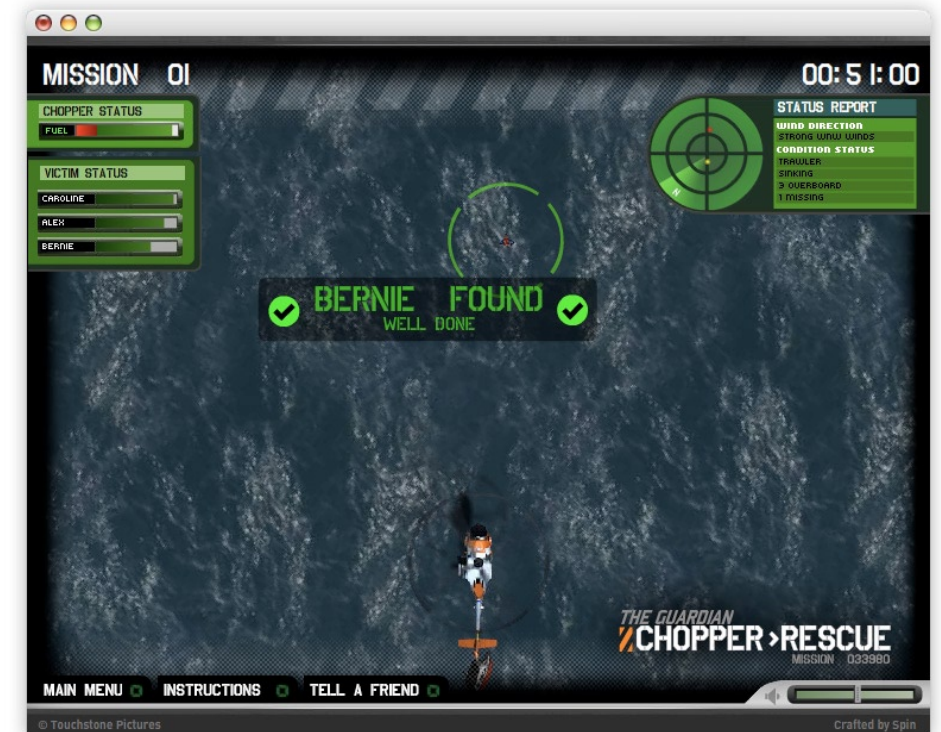 MISSION 01
00:51:00
CHOPPER STATUS
FUEL
VICTIM STATUS
CAROLINE
ALEX
BERNIE
STATUS REPORT
WIND DIRECTION
STRONG WNW WINDS
CONDITION STATUS
TRAWLER
SINKING
3 OVERBOARD
1 MISSING
N
BERNIE FOUND
WELL DONE
THE GUARDIAN
CHOPPER>RESCUE
MISSION 033980
MAIN MENU
INSTRUCTIONS
TELL A FRIEND
© Touchstone Pictures
Crafted by Spin